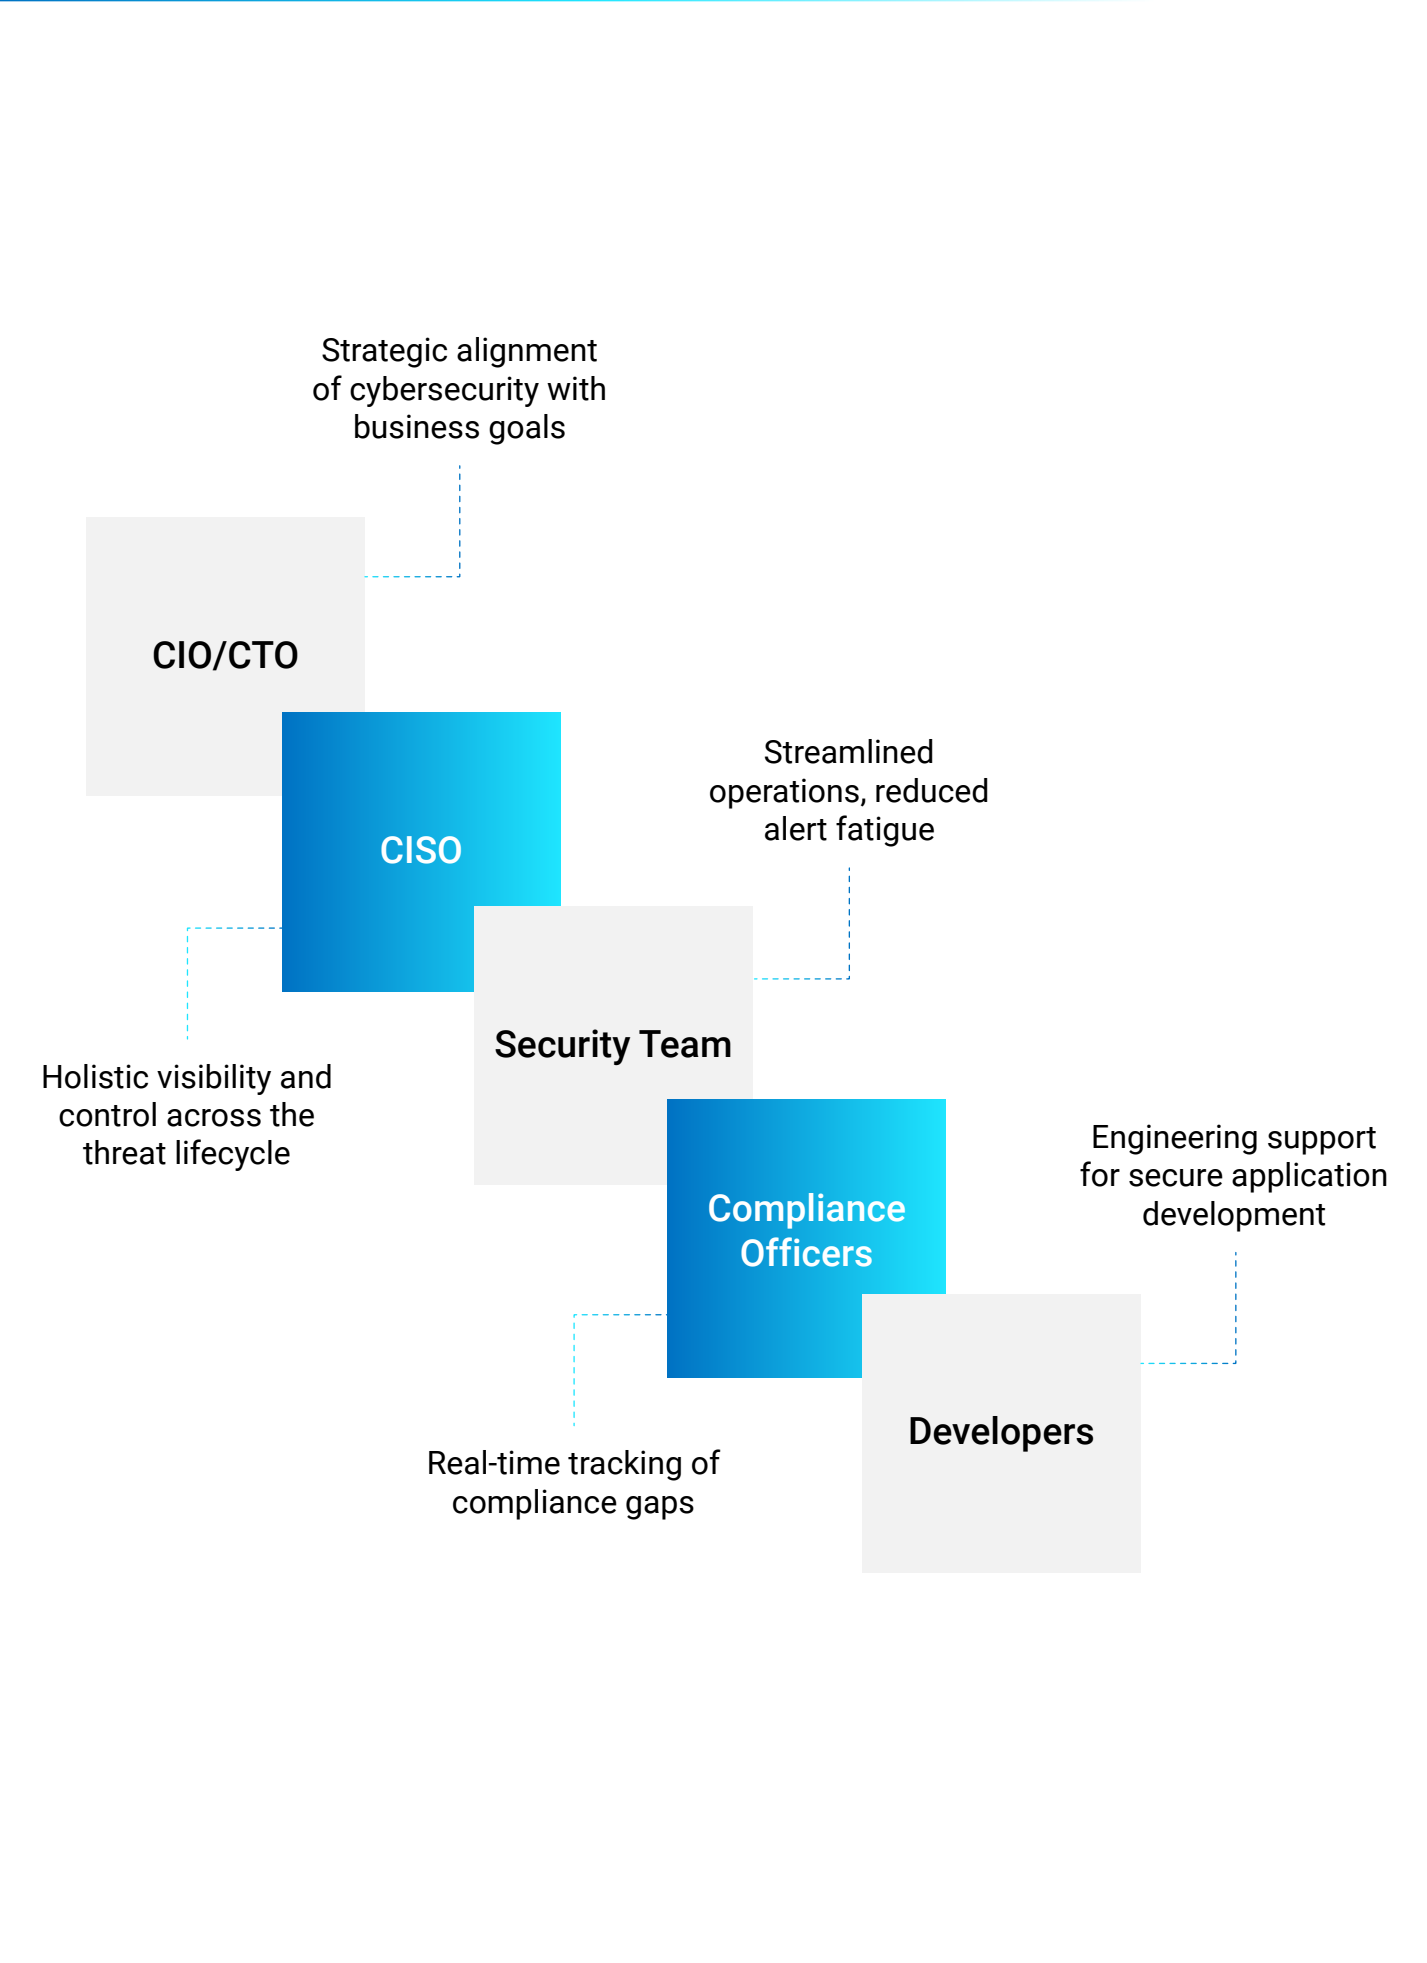 Strategic alignment
of cybersecurity with
business goals
CIO/CTO
CISO
Holistic visibility and
control across the
threat lifecycle
Streamlined
operations, reduced
alert fatigue
Security Team
Compliance
Officers
Real-time tracking of
compliance gaps
Engineering support
for secure application
development
Developers